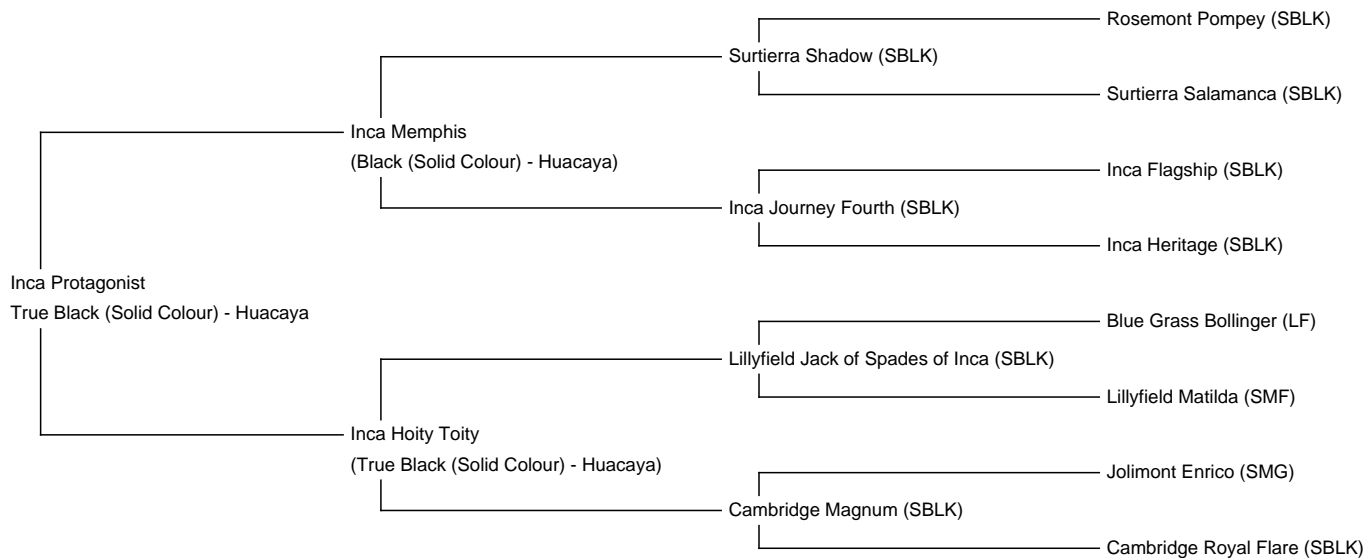 Rosemont Pompey (SBLK)
Surtierra Shadow (SBLK)
Surtierra Salamanca (SBLK)
Inca Memphis
(Black (Solid Colour) - Huacaya)
Inca Flagship (SBLK)
Inca Journey Fourth (SBLK)
Inca Heritage (SBLK)
Inca Protagonist
True Black (Solid Colour) - Huacaya
Blue Grass Bollinger (LF)
Lillyfield Jack of Spades of Inca (SBLK)
Lillyfield Matilda (SMF)
Inca Hoity Toity
(True Black (Solid Colour) - Huacaya)
Jolimont Enrico (SMG)
Cambridge Magnum (SBLK)
Cambridge Royal Flare (SBLK)